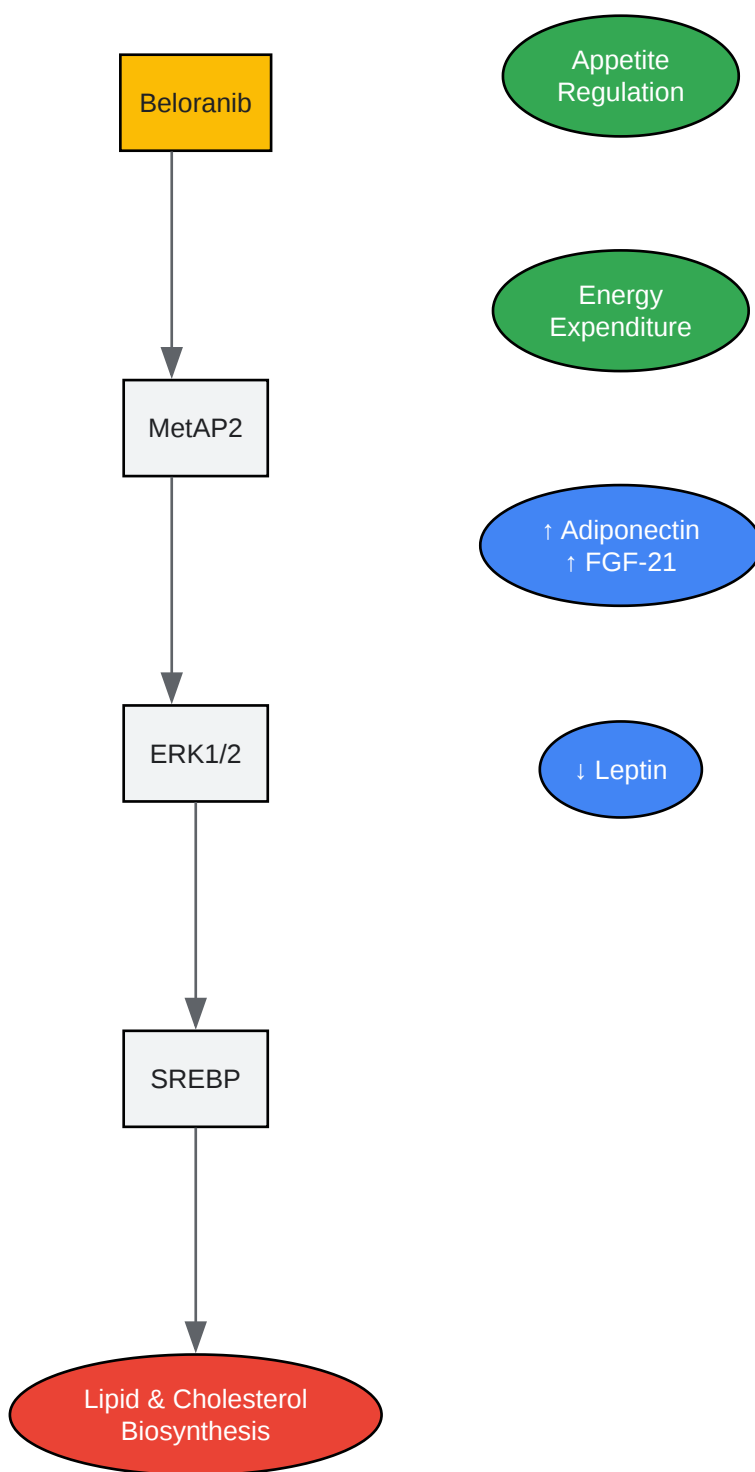 Beloranib
MetAP2
ERK1/2
SREBP
Lipid & Cholesterol
Biosynthesis
Appetite
Regulation
Energy
Expenditure
↑ Adiponectin
↑ FGF-21
↓ Leptin